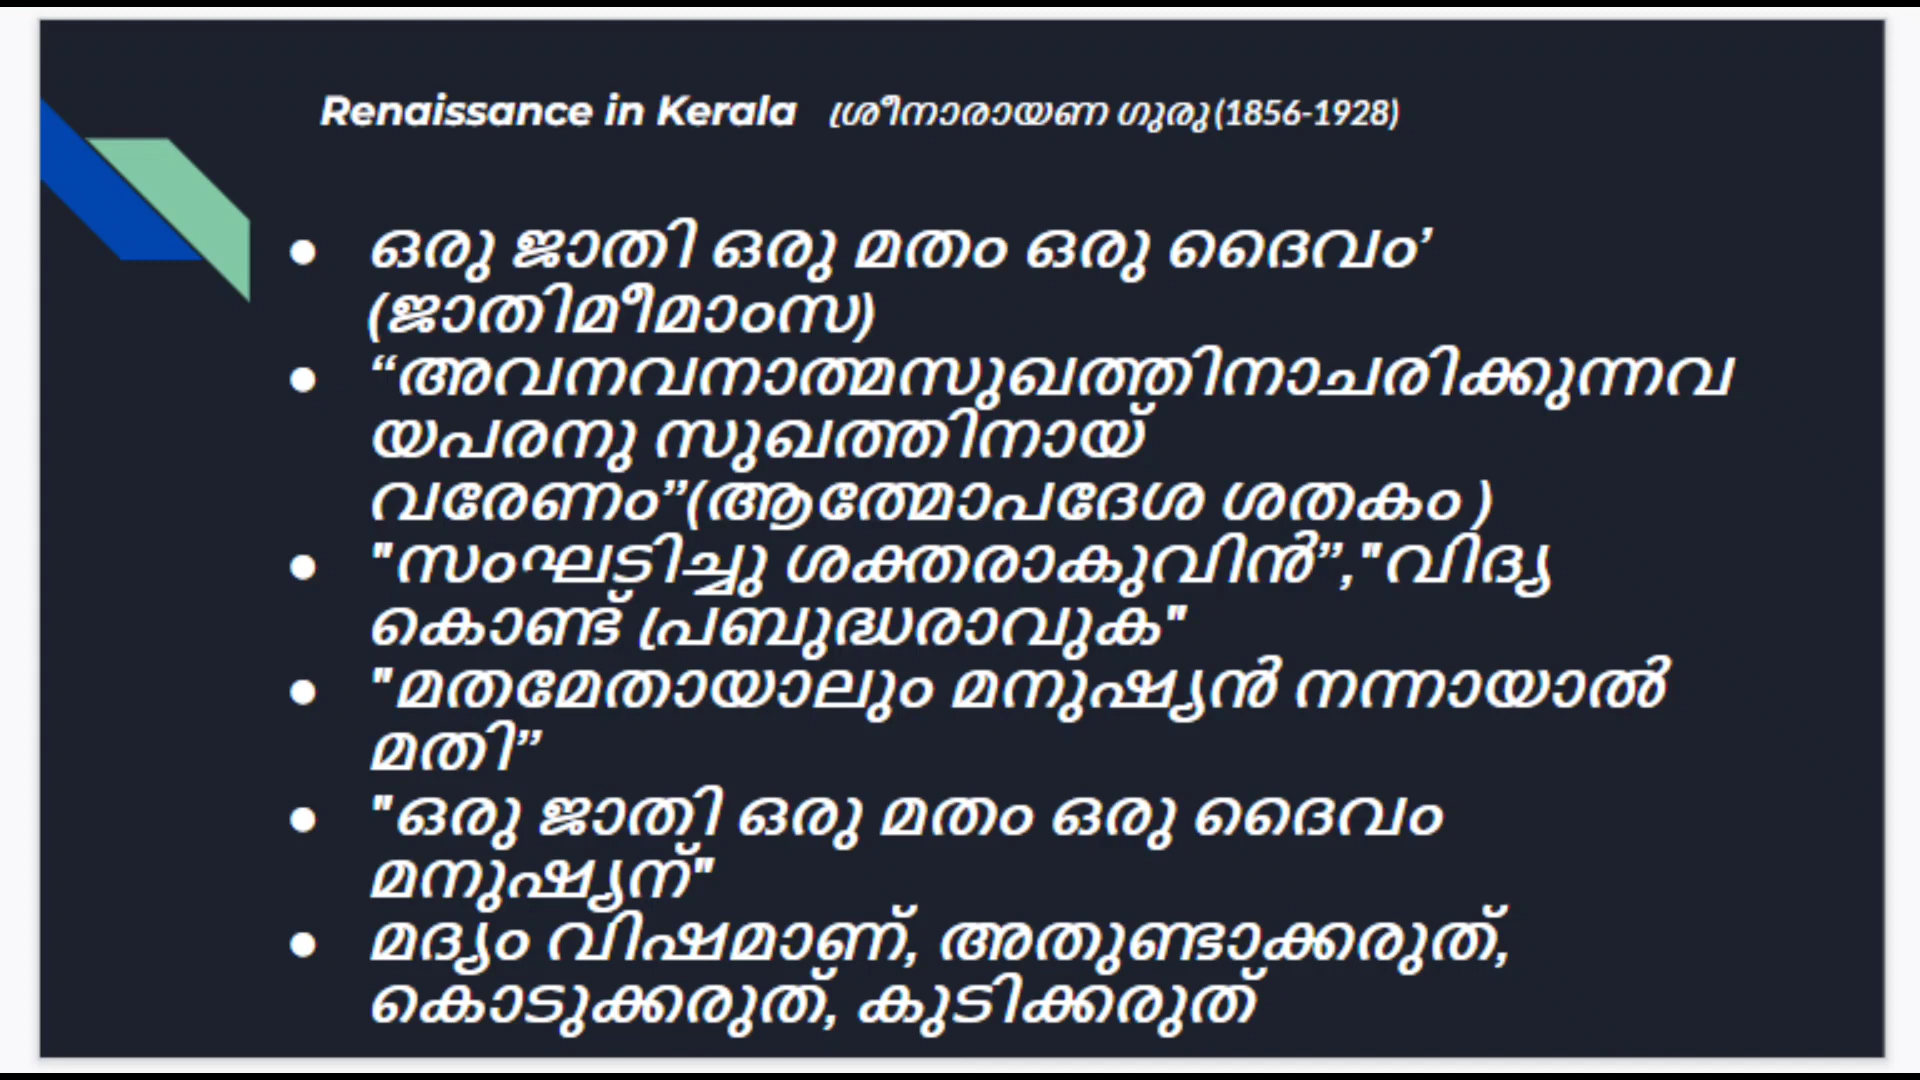 Renaissance in Kerala ശ്രീനാരായണ ഗുരു(1856-1928)
● ഒരു ജാതി ഒരു മതം ഒരു ദൈവം’
(ജാതിമീമാംസ)
● “അവനവനാത്മസുഖത്തിനാചരിക്കുന്നവ
യപരനു സുഖത്തിനായ്
വരേണം”(ആത്മോപദേശ ശതകം )
● "സംഘടിച്ചു ശക്തരാകുവിൻ”,"വിദ്യ
കൊണ്ട് പ്രബുദ്ധരാവുക"
● "മതമേതായാലും മനുഷ്യൻ നന്നായാൽ
മതി”
● "ഒരു ജാതി ഒരു മതം ഒരു ദൈവം
മനുഷ്യന്"
● മദ്യം വിഷമാണ്, അതുണ്ടാക്കരുത്,
കൊടുക്കരുത്, കുടിക്കരുത്